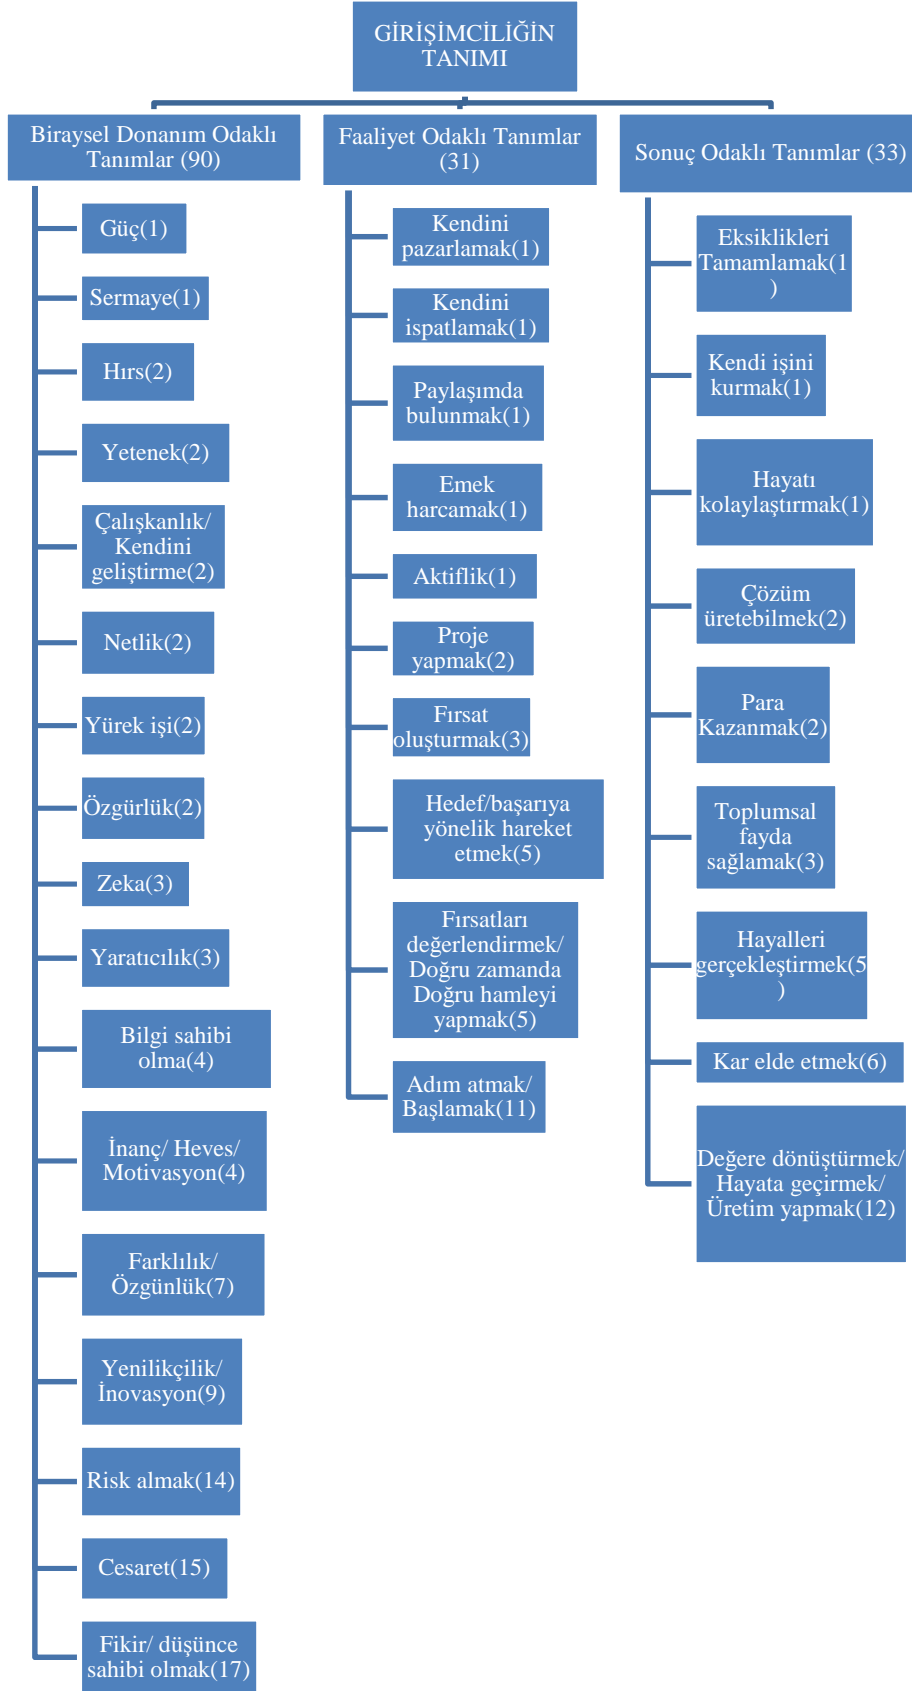 GİRİŞİMCİLİĞİN
TANIMI
Biraysel Donanım Odaklı
Tanımlar (90)
Güç(1)
Sermaye(1)
Hırs(2)
Yetenek(2)
Çalışkanlık/
Kendini
geliştirme(2)
Netlik(2)
Yürek işi(2)
Özgürlük(2)
Zeka(3)
Yaratıcılık(3)
Bilgi sahibi
olma(4)
İnanç/ Heves/
Motivasyon(4)
Farklılık/
Özgünlük(7)
Yenilikçilik/
İnovasyon(9)
Risk almak(14)
Cesaret(15)
Fikir/ düşünce
sahibi olmak(17)
Faaliyet Odaklı Tanımlar
(31)
Kendini
pazarlamak(1)
Kendini
ispatlamak(1)
Paylaşımda
bulunmak(1)
Emek
harcamak(1)
Aktiflik(1)
Proje
yapmak(2)
Fırsat
oluşturmak(3)
Hedef/başarıya
yönelik hareket
etmek(5)
Fırsatları
değerlendirmek/
Doğru zamanda
Doğru hamleyi
yapmak(5)
Adım atmak/
Başlamak(11)
Sonuç Odaklı Tanımlar (33)
Eksiklikleri
Tamamlamak(1
)
Kendi işini
kurmak(1)
Hayatı
kolaylaştırmak(1)
Çözüm
üretebilmek(2)
Para
Kazanmak(2)
Toplumsal
fayda
sağlamak(3)
Hayalleri
gerçekleştirmek(5
)
Kar elde etmek(6)
Değere dönüştürmek/
Hayata geçirmek/
Üretim yapmak(12)